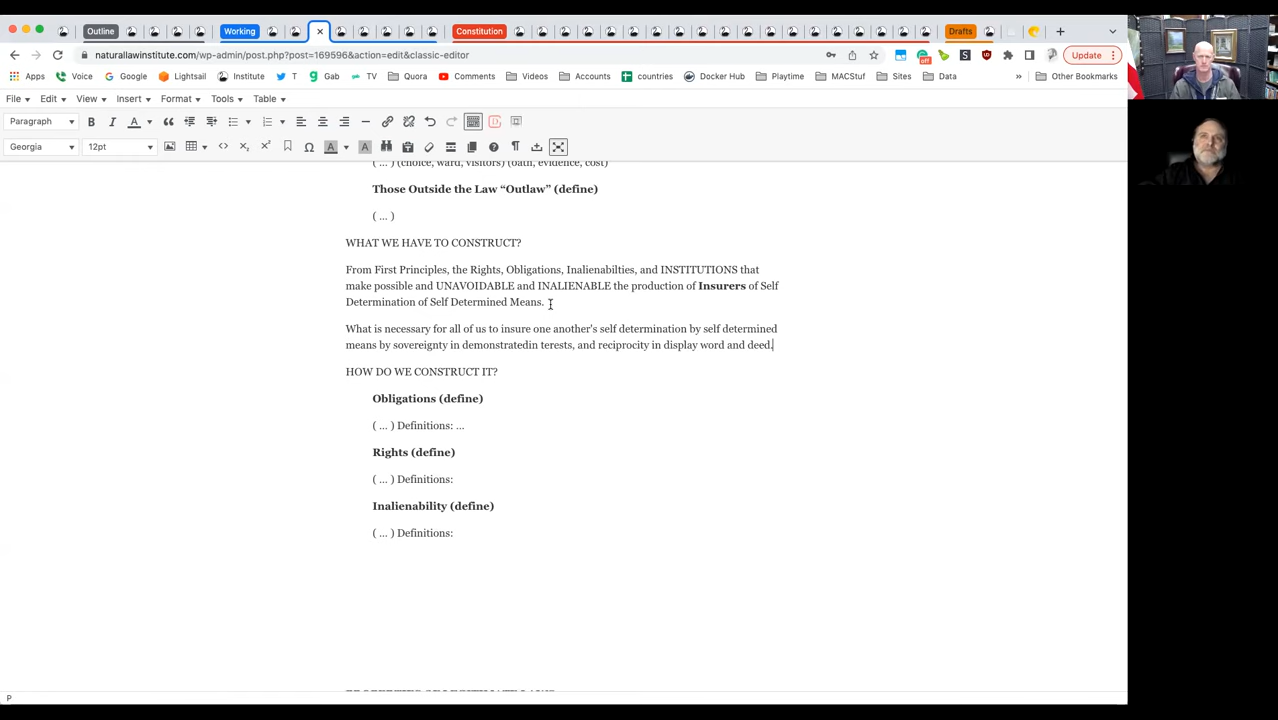 Outline
Working
Constitution
Drafts
naturallawinstitute.com/wp-admin/post.php?post=169596&action=edit&classic-editor
off
Update
Apps Voice Google Lightsail Institute T Gab TV Quora Comments Videos Accounts countries Docker Hub Playtime MACStuf Sites Data » Other Bookmarks
File Edit View Insert Format Tools Table
Paragraph B I A
Georgia 12pt
( ... ) (choice, ward, visitors) (oath, evidence, cost)
Those Outside the Law “Outlaw” (define)
( ... )
WHAT WE HAVE TO CONSTRUCT?
From First Principles, the Rights, Obligations, Inalienabilties, and INSTITUTIONS that
make possible and UNAVOIDABLE and INALIENABLE the production of Insurers of Self
Determination of Self Determined Means.
What is necessary for all of us to insure one another's self determination by self determined
means by sovereignty in demonstratedin terests, and reciprocity in display word and deed.
HOW DO WE CONSTRUCT IT?
Obligations (define)
( ... ) Definitions: ...
Rights (define)
( ... ) Definitions:
Inalienability (define)
( ... ) Definitions:
P